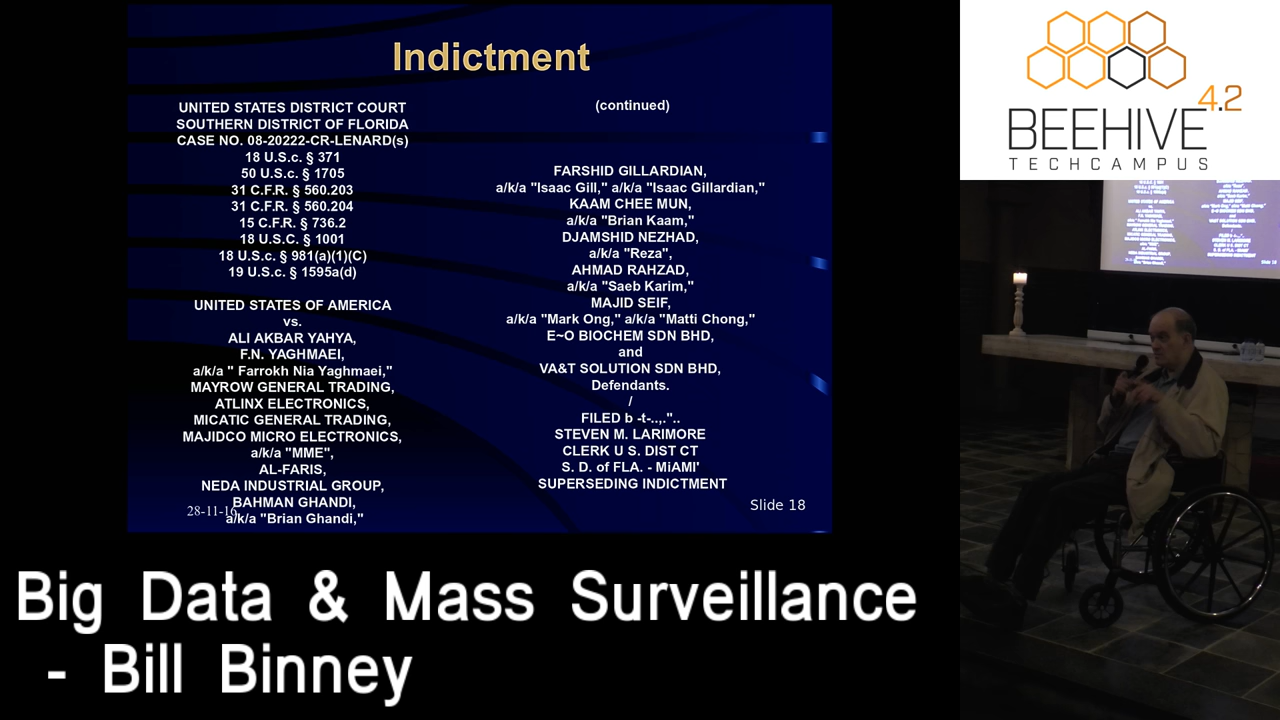 Indictment
UNITED STATES DISTRICT COURT
SOUTHERN DISTRICT OF FLORIDA
CASE NO. 08-20222-CR-LENARD(s)
18 U.S.c. § 371
50 U.S.c. § 1705
31 C.F.R. § 560.203
31 C.F.R. § 560.204
15 C.F.R. § 736.2
18 U.S.C. § 1001
18 U.S.c. § 981(a)(1)(C)
19 U.S.c. § 1595a(d)
UNITED STATES OF AMERICA
vs.
ALI AKBAR YAHYA,
F.N. YAGHMAEI,
a/k/a " Farrokh Nia Yaghmaei,"
MAYROW GENERAL TRADING,
ATLINX ELECTRONICS,
MICATIC GENERAL TRADING,
MAJIDCO MICRO ELECTRONICS,
a/k/a "MME",
AL-FARIS,
NEDA INDUSTRIAL GROUP,
BAHMAN GHANDI,
a/k/a "Brian Ghandi,"
28-11-16
(continued)
FARSHID GILLARDIAN,
a/k/a "Isaac Gill," a/k/a "Isaac Gillardian,"
KAAM CHEE MUN,
a/k/a "Brian Kaam,"
DJAMSHID NEZHAD,
a/k/a "Reza",
AHMAD RAHZAD,
a/k/a "Saeb Karim,"
MAJID SEIF,
a/k/a "Mark Ong," a/k/a "Matti Chong,"
E~O BIOCHEM SDN BHD,
and
VA&T SOLUTION SDN BHD,
Defendants.
/
FILED b -t-..,."..
STEVEN M. LARIMORE
CLERK U S. DIST CT
S. D. of FLA. - MiAMI'
SUPERSEDING INDICTMENT
Slide 18
BEEHIVE 4.2
TECHCAMPUS
Big Data & Mass Surveillance
- Bill Binney